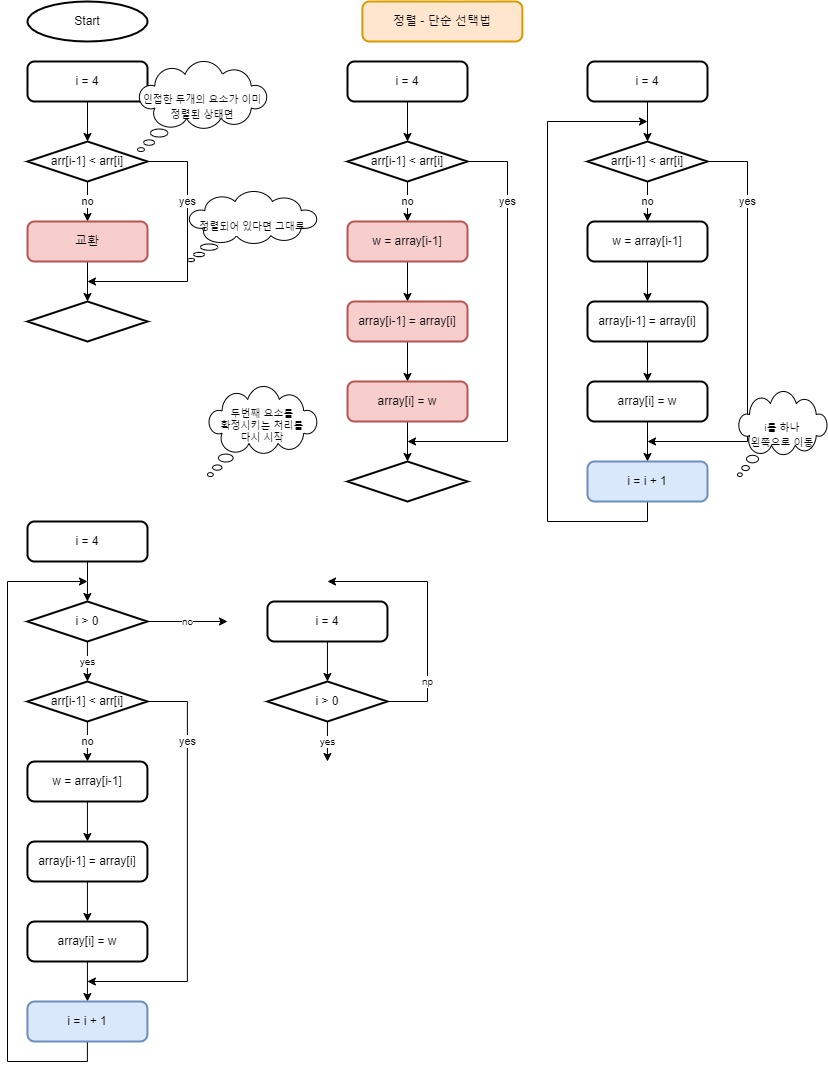 Start
정렬 - 단순 선택법
i = 4
인접한 두개의 요소가 이미
정렬된 상태면
arr[i-1] < arr[i]
no
yes
교환
정렬되어 있다면 그대로
i = 4
arr[i-1] < arr[i]
no
yes
w = array[i-1]
array[i-1] = array[i]
array[i] = w
두번째 요소를
확정시키는 처리를
다시 시작
i = 4
arr[i-1] < arr[i]
no
yes
w = array[i-1]
array[i-1] = array[i]
array[i] = w
i를 하나
왼쪽으로 이동
i = i + 1
i = 4
i > 0
no
yes
arr[i-1] < arr[i]
no
yes
w = array[i-1]
array[i-1] = array[i]
array[i] = w
i = i + 1
i = 4
i > 0
np
yes